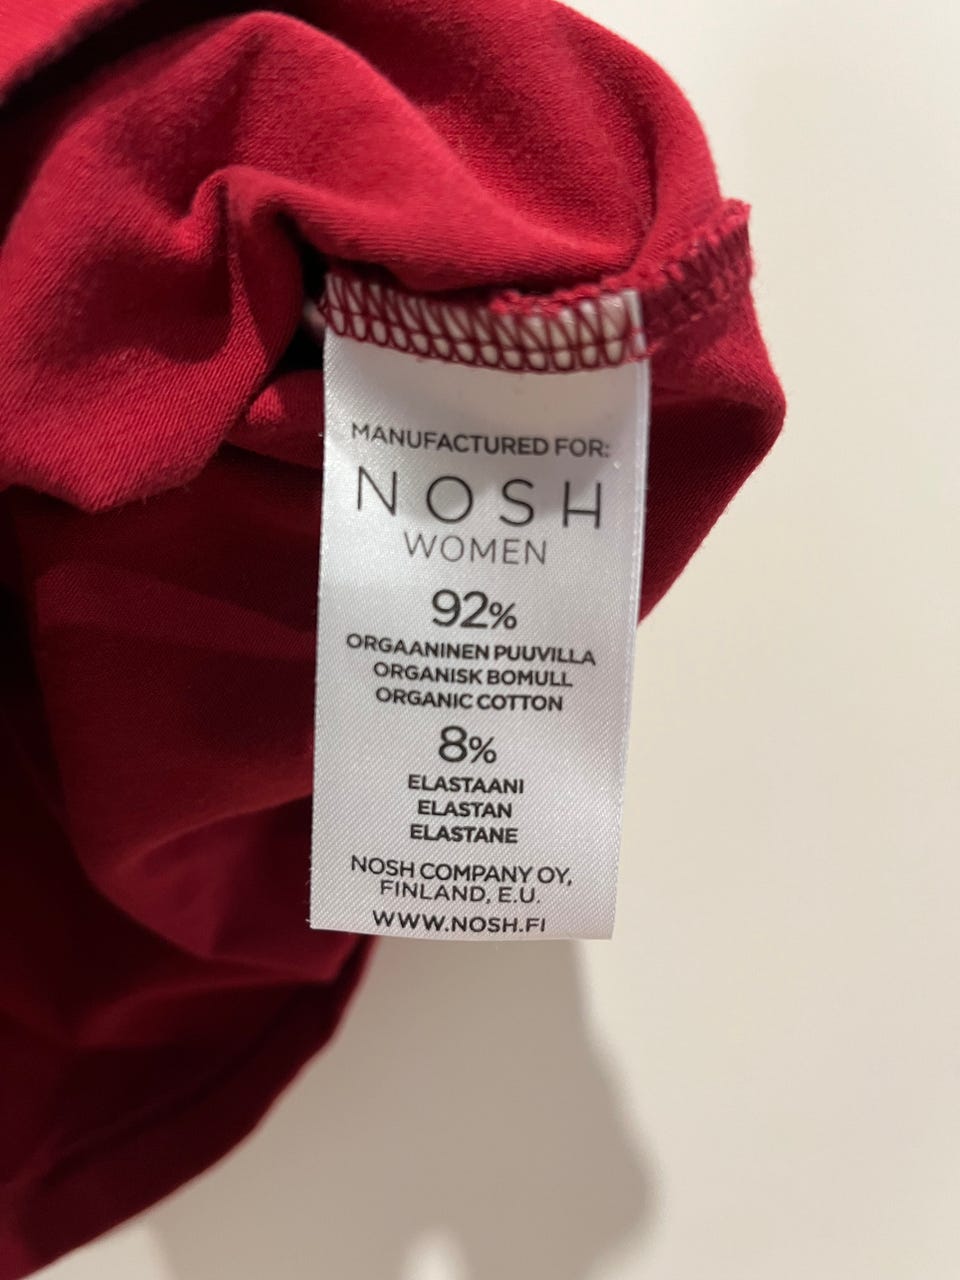 MANUFACTURED FOR:
NOSH
WOMEN
92%
ORGAANINEN PUUVILLA
ORGANISK BOMULL
ORGANIC COTTON
8%
ELASTAANI
ELASTAN
ELASTANE
NOSH COMPANY OY,
FINLAND, E.U.
WWW.NOSH.FI